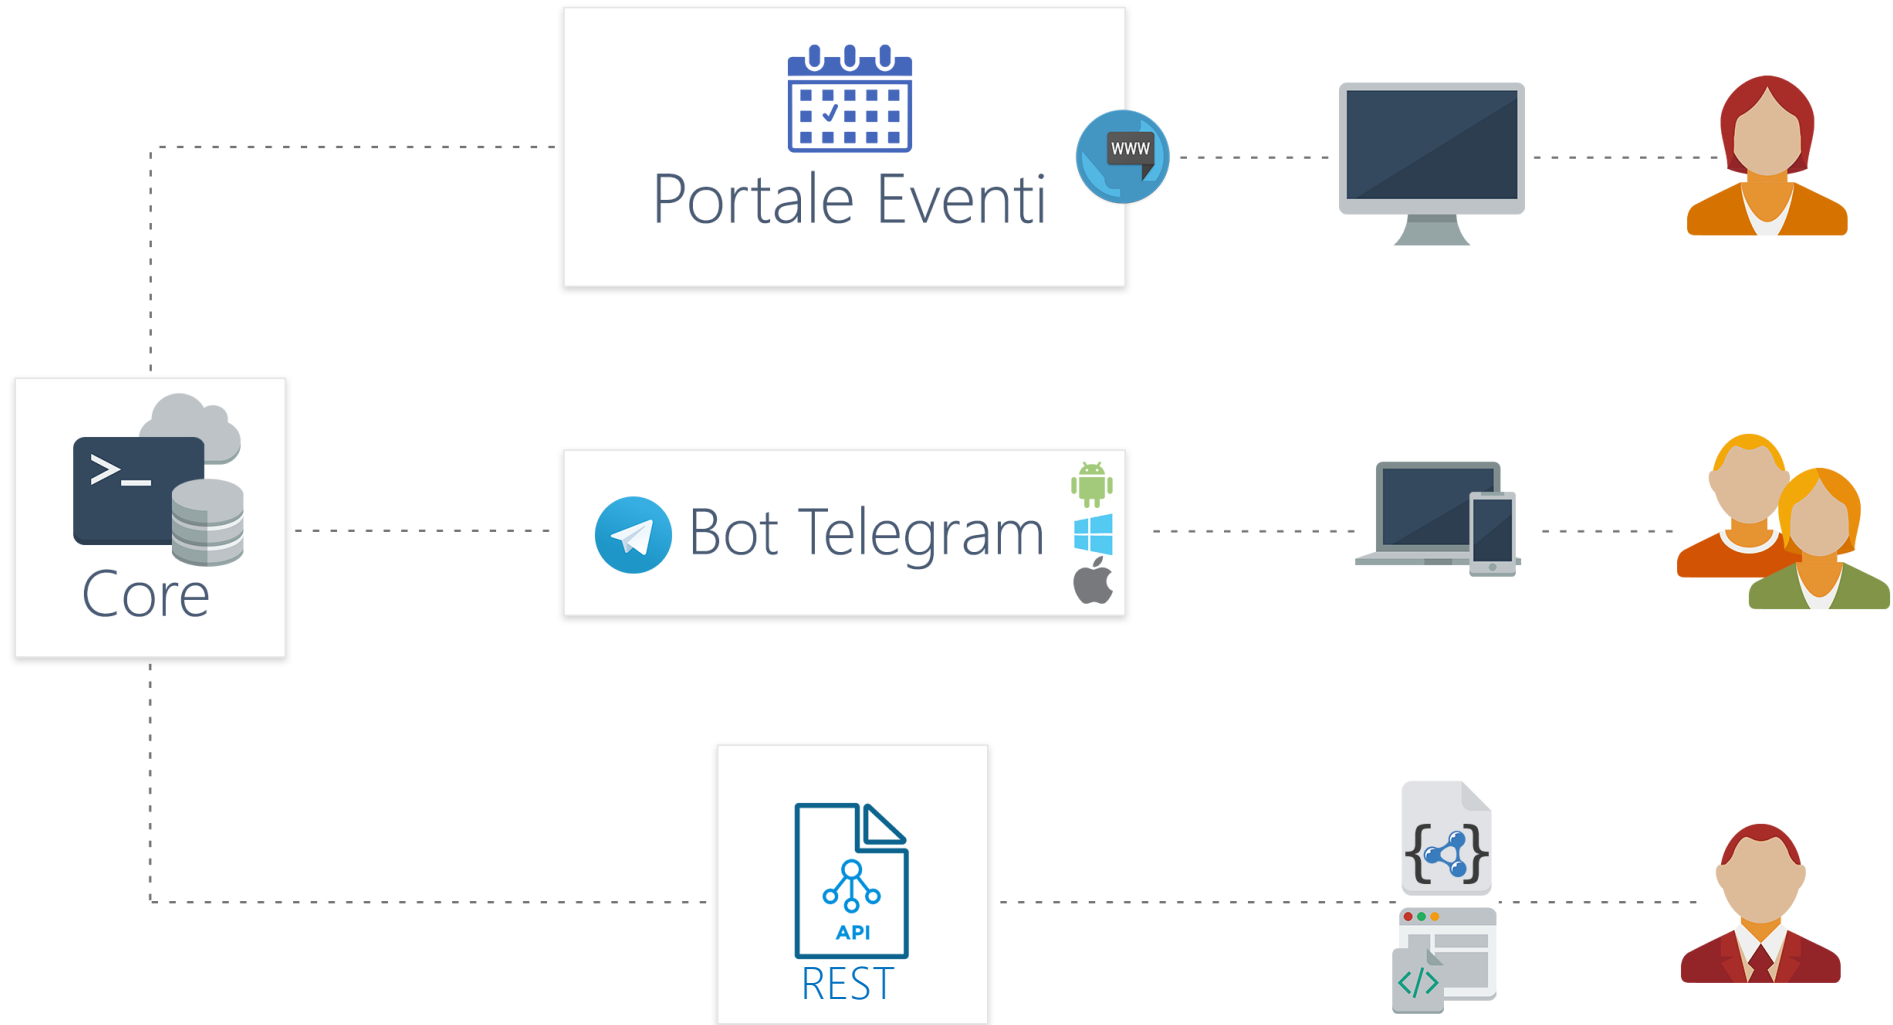 Portale Eventi
www
>_
Core
Bot Telegram
{ }
API
REST
</>